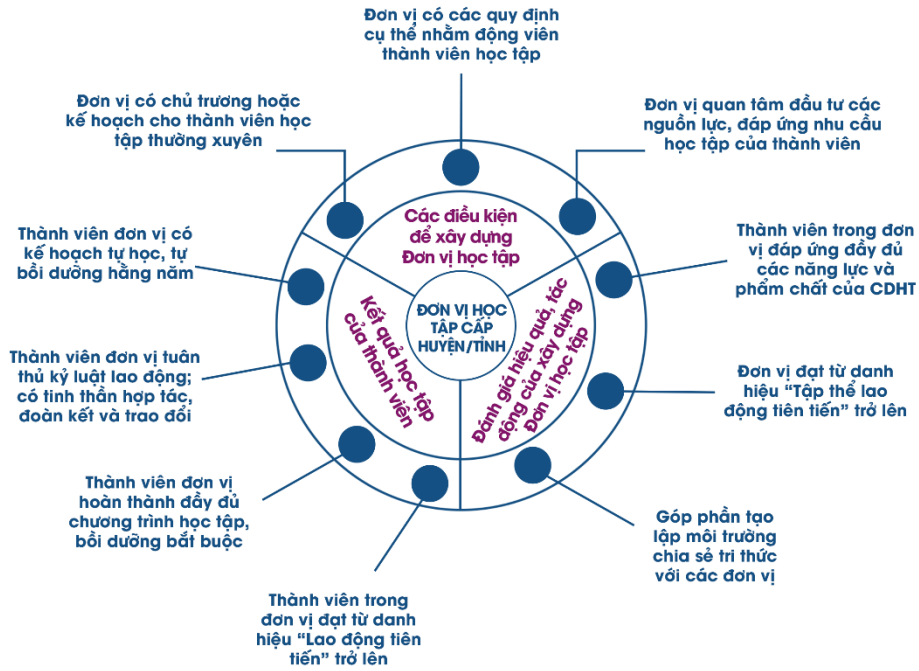 Đơn vị có các quy định
cụ thể nhằm động viên
thành viên học tập
Đơn vị có chủ trương hoặc
kế hoạch cho thành viên học
tập thường xuyên
Đơn vị quan tâm đầu tư các
nguồn lực, đáp ứng nhu cầu
học tập của thành viên
Các điều kiện
để xây dựng
Đơn vị học tập
Thành viên đơn vị có
kế hoạch tự học, tự
bồi dưỡng hằng năm
Thành viên trong đơn
vị đáp ứng đầy đủ
các năng lực và
phẩm chất của CDHT
ĐƠN VỊ HỌC
TẬP CẤP
HUYỆN/TỈNH
Kết quả học tập
của thành viên
Đánh giá hiệu quả, tác
động của xây dựng
Đơn vị học tập
Thành viên đơn vị tuân
thủ kỷ luật lao động;
có tinh thần hợp tác,
đoàn kết và trao đổi
Đơn vị đạt từ danh
hiệu “Tập thể lao
động tiên tiến” trở lên
Thành viên đơn vị
hoàn thành đầy đủ
chương trình học tập,
bồi dưỡng bắt buộc
Góp phần tạo
lập môi trường
chia sẻ tri thức
với các đơn vị
Thành viên trong
đơn vị đạt từ danh
hiệu “Lao động tiên
tiến” trở lên